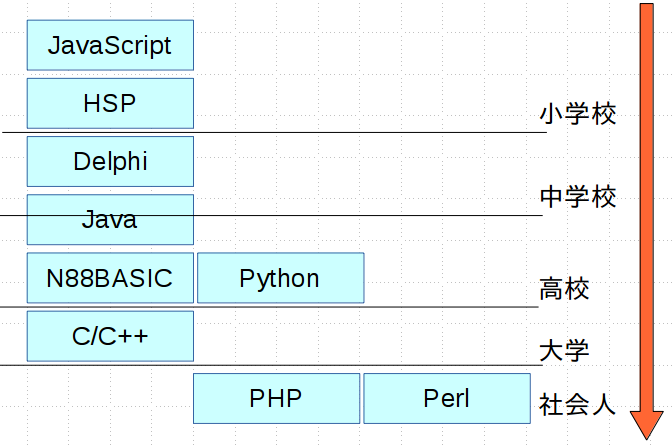 JavaScript
HSP
小学校
Delphi
中学校
Java
N88BASIC Python
高校
C/C++
大学
PHP Perl
社会人